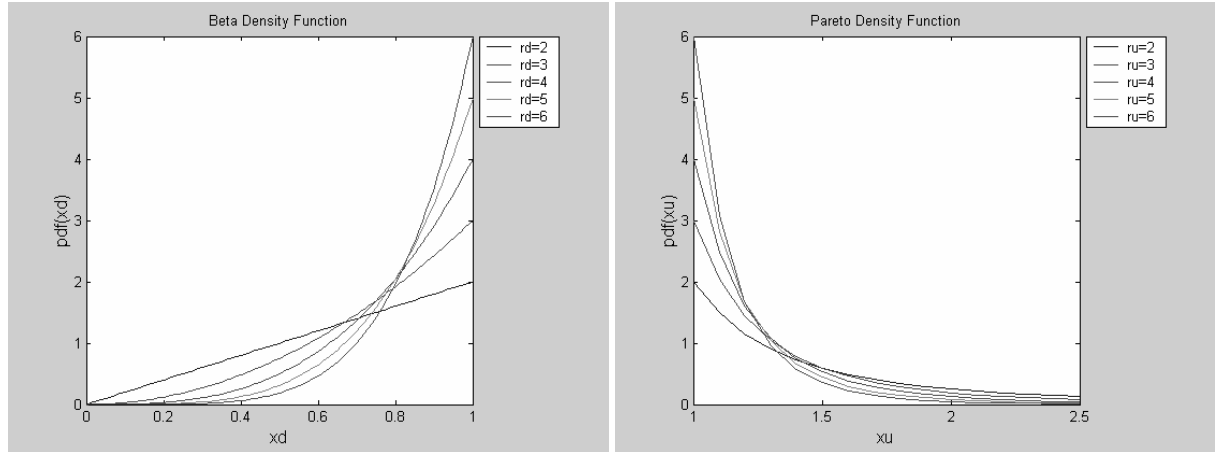 Beta Density Function
6
5
4
3
2
1
0
pdf(xd)
0
0.2
0.4
0.6
0.8
1
xd
rd=2
rd=3
rd=4
rd=5
rd=6
Pareto Density Function
6
5
4
3
2
1
0
pdf(xu)
1
1.5
2
2.5
xu
ru=2
ru=3
ru=4
ru=5
ru=6